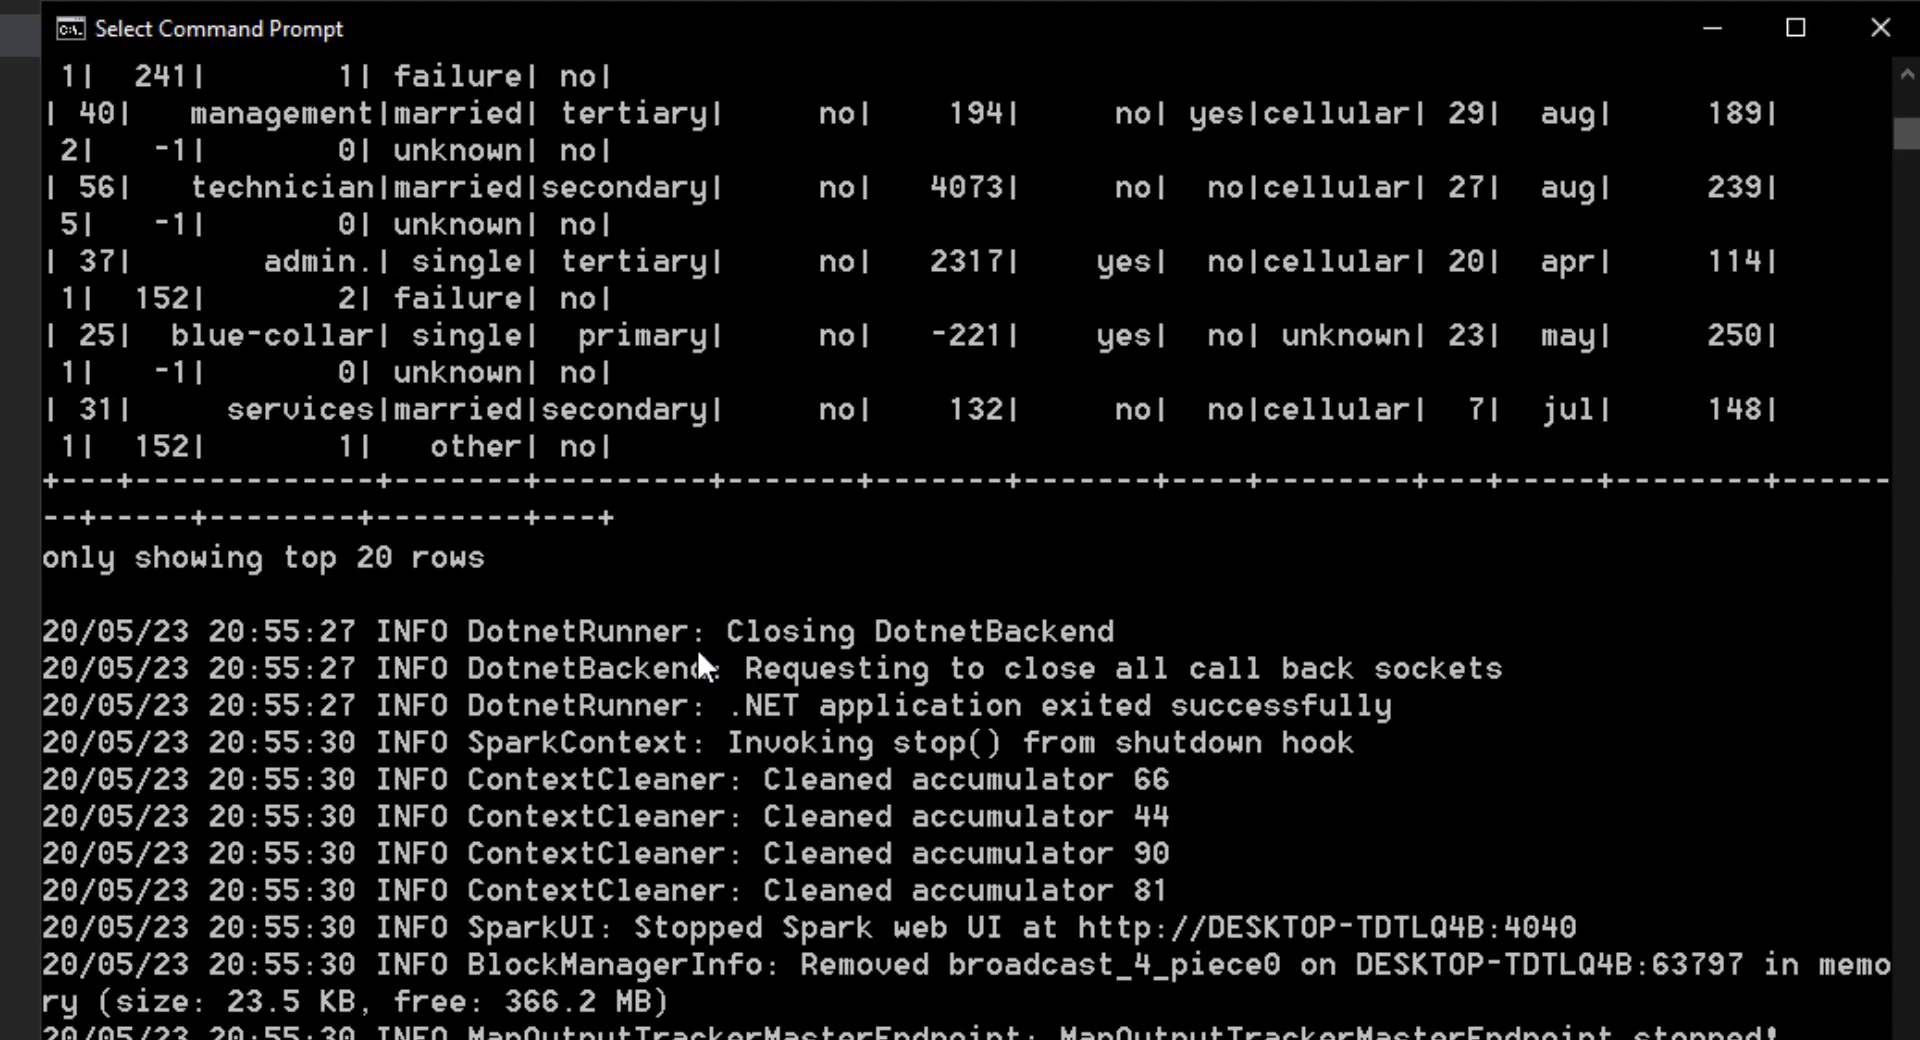 Select Command Prompt
1|  241|       1| failure| no|
| 40|   management|married| tertiary|     no|    194|     no| yes|cellular| 29|  aug|     189|
2|   -1|       0| unknown| no|
| 56|   technician|married|secondary|     no|   4073|     no|  no|cellular| 27|  aug|     239|
5|   -1|       0| unknown| no|
| 37|       admin.| single| tertiary|     no|   2317|    yes|  no|cellular| 20|  apr|     114|
1|  152|       2| failure| no|
| 25|  blue-collar| single|  primary|     no|   -221|    yes|  no| unknown| 23|  may|     250|
1|   -1|       0| unknown| no|
| 31|     services|married|secondary|     no|    132|     no|  no|cellular|  7|  jul|     148|
1|  152|       1|   other| no|
+---+-------------+-------+---------+-------+-------+-------+----+--------+---+-----+--------+------
--+-----+--------+--------+---+
only showing top 20 rows
20/05/23 20:55:27 INFO DotnetRunner: Closing DotnetBackend
20/05/23 20:55:27 INFO DotnetBackend: Requesting to close all call back sockets
20/05/23 20:55:27 INFO DotnetRunner: .NET application exited successfully
20/05/23 20:55:30 INFO SparkContext: Invoking stop() from shutdown hook
20/05/23 20:55:30 INFO ContextCleaner: Cleaned accumulator 66
20/05/23 20:55:30 INFO ContextCleaner: Cleaned accumulator 44
20/05/23 20:55:30 INFO ContextCleaner: Cleaned accumulator 90
20/05/23 20:55:30 INFO ContextCleaner: Cleaned accumulator 81
20/05/23 20:55:30 INFO SparkUI: Stopped Spark web UI at http://DESKTOP-TDTLQ4B:4040
20/05/23 20:55:30 INFO BlockManagerInfo: Removed broadcast_4_piece0 on DESKTOP-TDTLQ4B:63797 in memo
ry (size: 23.5 KB, free: 366.2 MB)
20/05/23 20:55:30 INFO MapOutputTrackerMasterEndpoint: MapOutputTrackerMasterEndpoint stopped!